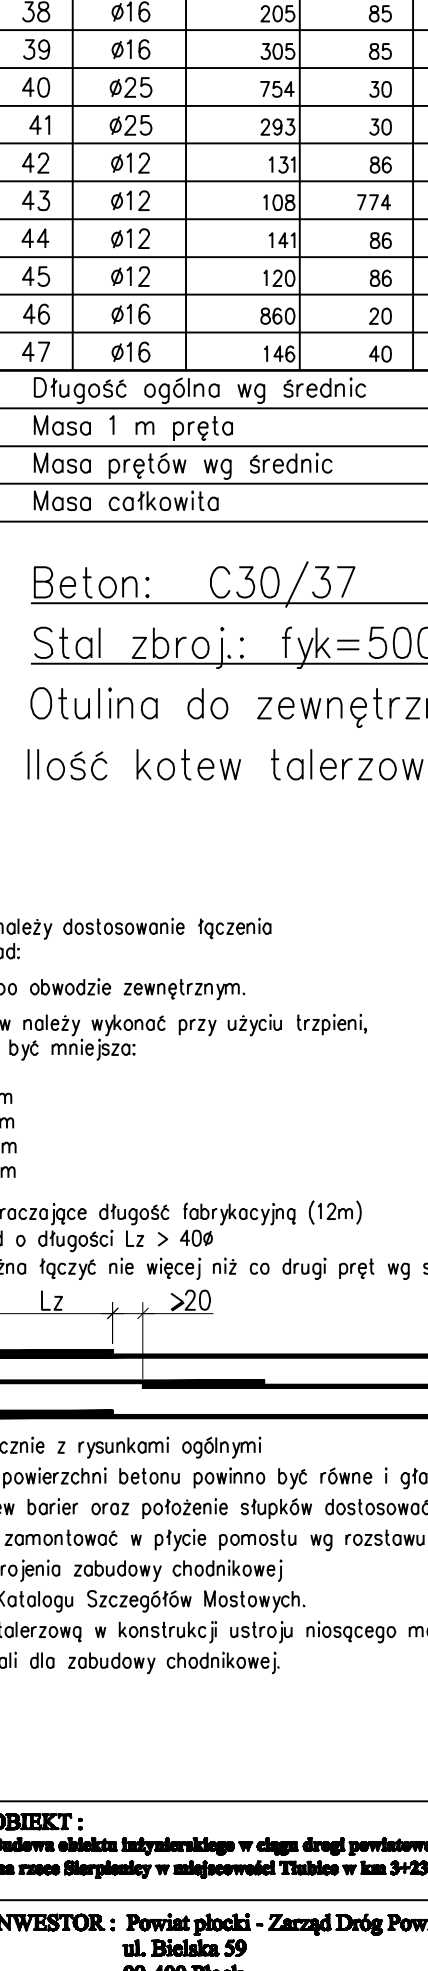 38 ø16 205 85
39 ø16 305 85
40 ø25 754 30
41 ø25 293 30
42 ø12 131 86
43 ø12 108 774
44 ø12 141 86
45 ø12 120 86
46 ø16 860 20
47 ø16 146 40
Długość ogólna wg średnic
Masa 1 m pręta
Masa prętów wg średnic
Masa całkowita
Beton: C30/37
Stal zbroj.: fyk=500
Otulina do zewnętrz
Ilość kotew talerzow
należy dostosowanie łączenia
ad:
po obwodzie zewnętrznym.
w należy wykonać przy użyciu trzpieni,
być mniejsza:
m
m
m
m
raczające długość fabrykacyjną (12m)
d o długości Lz > 40ø
żna łączyć nie więcej niż co drugi pręt wg s
Lz >20
cznie z rysunkami ogólnymi
powierzchni betonu powinno być równe i gła
ew barier oraz położenie słupków dostosować
zamontować w płycie pomostu wg rozstawu
rojenia zabudowy chodnikowej
Katalogu Szczegółów Mostowych.
talerzową w konstrukcji ustroju niosącego m
ali dla zabudowy chodnikowej.
OBIEKT :
Budowa obiektu inżynierskiego w ciągu drogi powiatowe
na rzece Sierpienicy w miejscowości Tłubice w km 3+23
INWESTOR : Powiat płocki - Zarząd Dróg Pow
ul. Bielska 59